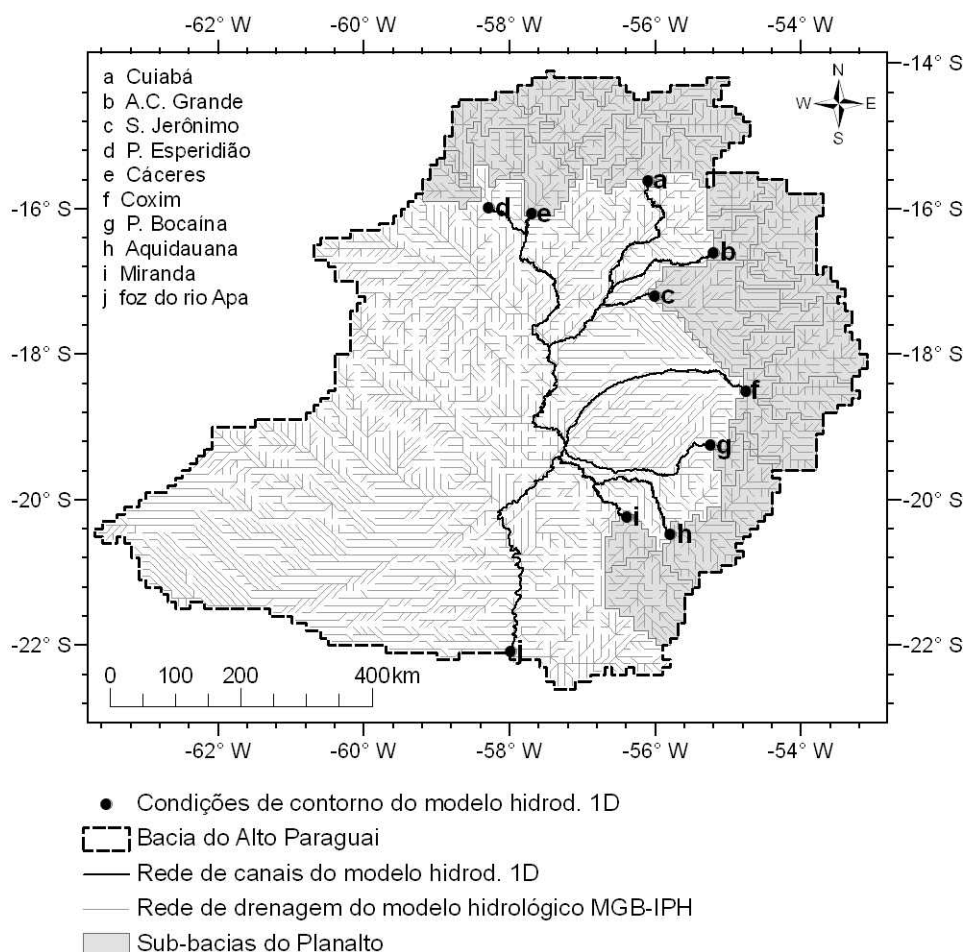 -62° W -60° W -58° W -56° W -54° W
-14° S
-14° S
N
W E
S
a Cuiabá
b A.C. Grande
c S. Jerônimo
d P. Esperidião
e Cáceres
f Coxim
g P. Bocaína
h Aquidauana
i Miranda
j foz do rio Apa
a
d
e
-16° S
-16° S
b
c
-18° S
-18° S
f
g
-20° S
-20° S
i
h
-22° S
-22° S
j
0 100 200 400 km
-62° W -60° W -58° W -56° W -54° W
Condições de contorno do modelo hidrod. 1D
Bacia do Alto Paraguai
Rede de canais do modelo hidrod. 1D
Rede de drenagem do modelo hidrológico MGB-IPH
Sub-bacias do Planalto